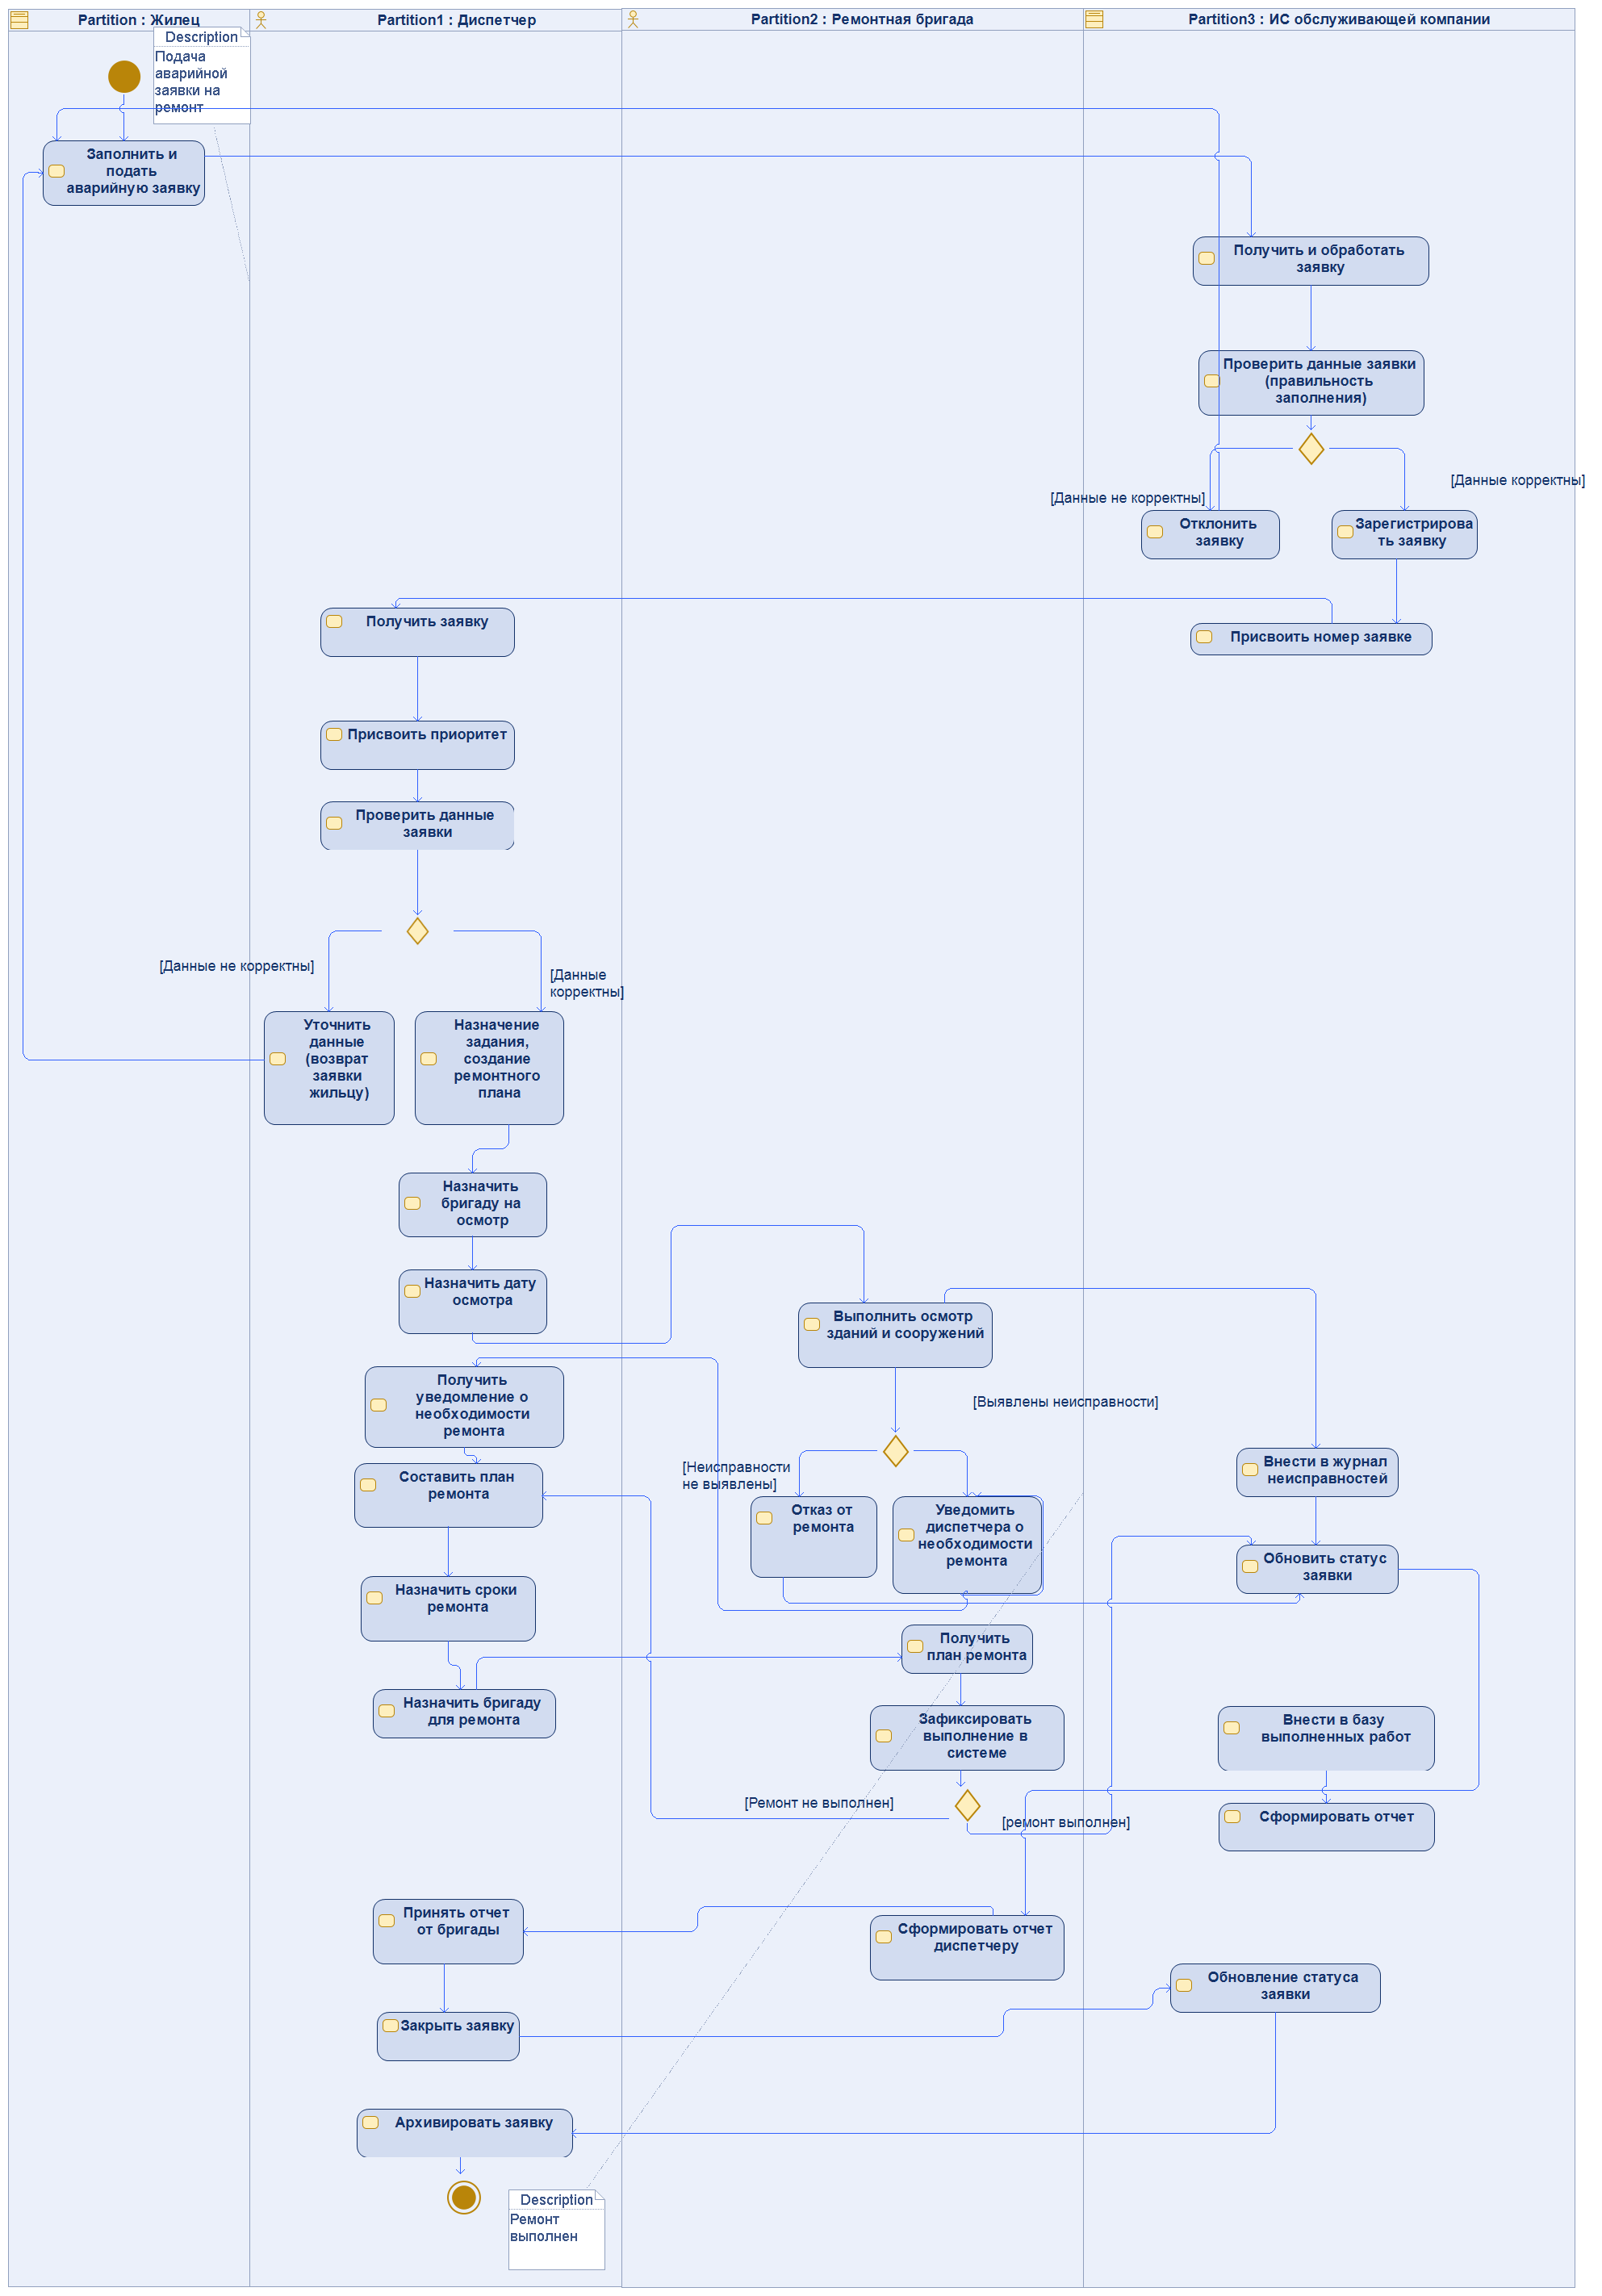 Partition : Жилец
Partition1 : Диспетчер
Partition2 : Ремонтная бригада
Partition3 : ИС обслуживающей компании
Description
Подача
аварийной
заявки на
ремонт
Заполнить и
подать
аварийную заявку
Получить и обработать
заявку
Проверить данные заявки
(правильность
заполнения)
[Данные не корректны]
[Данные корректны]
Отклонить
заявку
Зарегистрирова
ть заявку
Получить заявку
Присвоить номер заявке
Присвоить приоритет
Проверить данные
заявки
[Данные не корректны]
[Данные
корректны]
Уточнить
данные
(возврат
заявки
жильцу)
Назначение
задания,
создание
ремонтного
плана
Назначить
бригаду на
осмотр
Назначить дату
осмотра
Выполнить осмотр
зданий и сооружений
Получить
уведомление о
необходимости
ремонта
[Выявлены неисправности]
[Неисправности
не выявлены]
Внести в журнал
неисправностей
Составить план
ремонта
Отказ от
ремонта
Уведомить
диспетчера о
необходимости
ремонта
Обновить статус
заявки
Назначить сроки
ремонта
Получить
план ремонта
Назначить бригаду
для ремонта
Зафиксировать
выполнение в
системе
Внести в базу
выполненных работ
[Ремонт не выполнен]
[ремонт выполнен]
Сформировать отчет
Принять отчет
от бригады
Сформировать отчет
диспетчеру
Обновление статуса
заявки
Закрыть заявку
Архивировать заявку
Description
Ремонт
выполнен